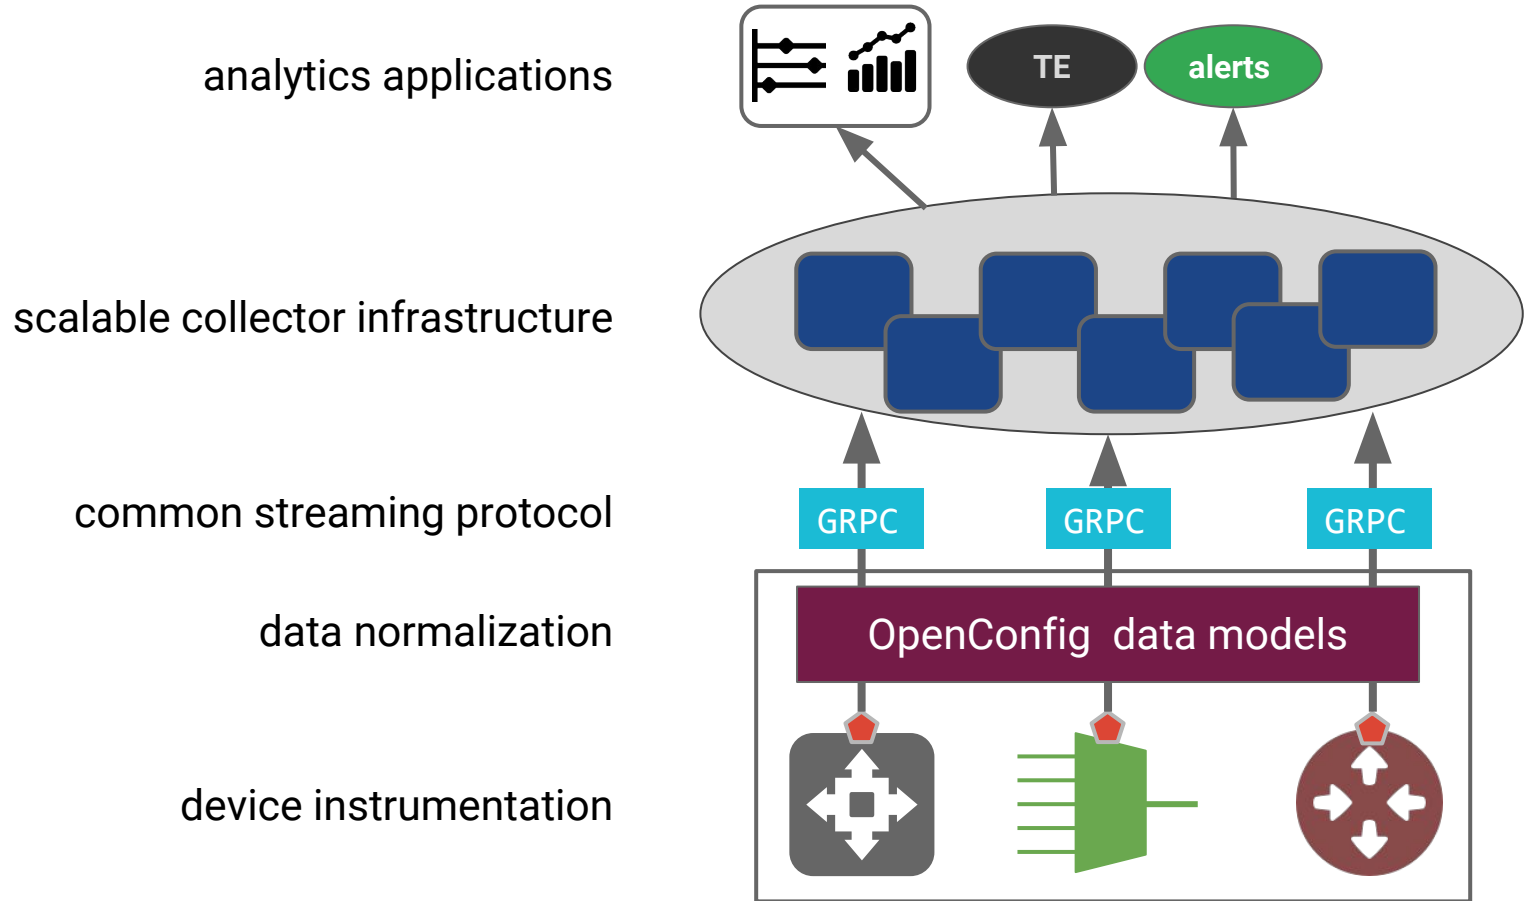 analytics applications
TE
alerts
scalable collector infrastructure
common streaming protocol
GRPC
GRPC
GRPC
data normalization
OpenConfig data models
device instrumentation